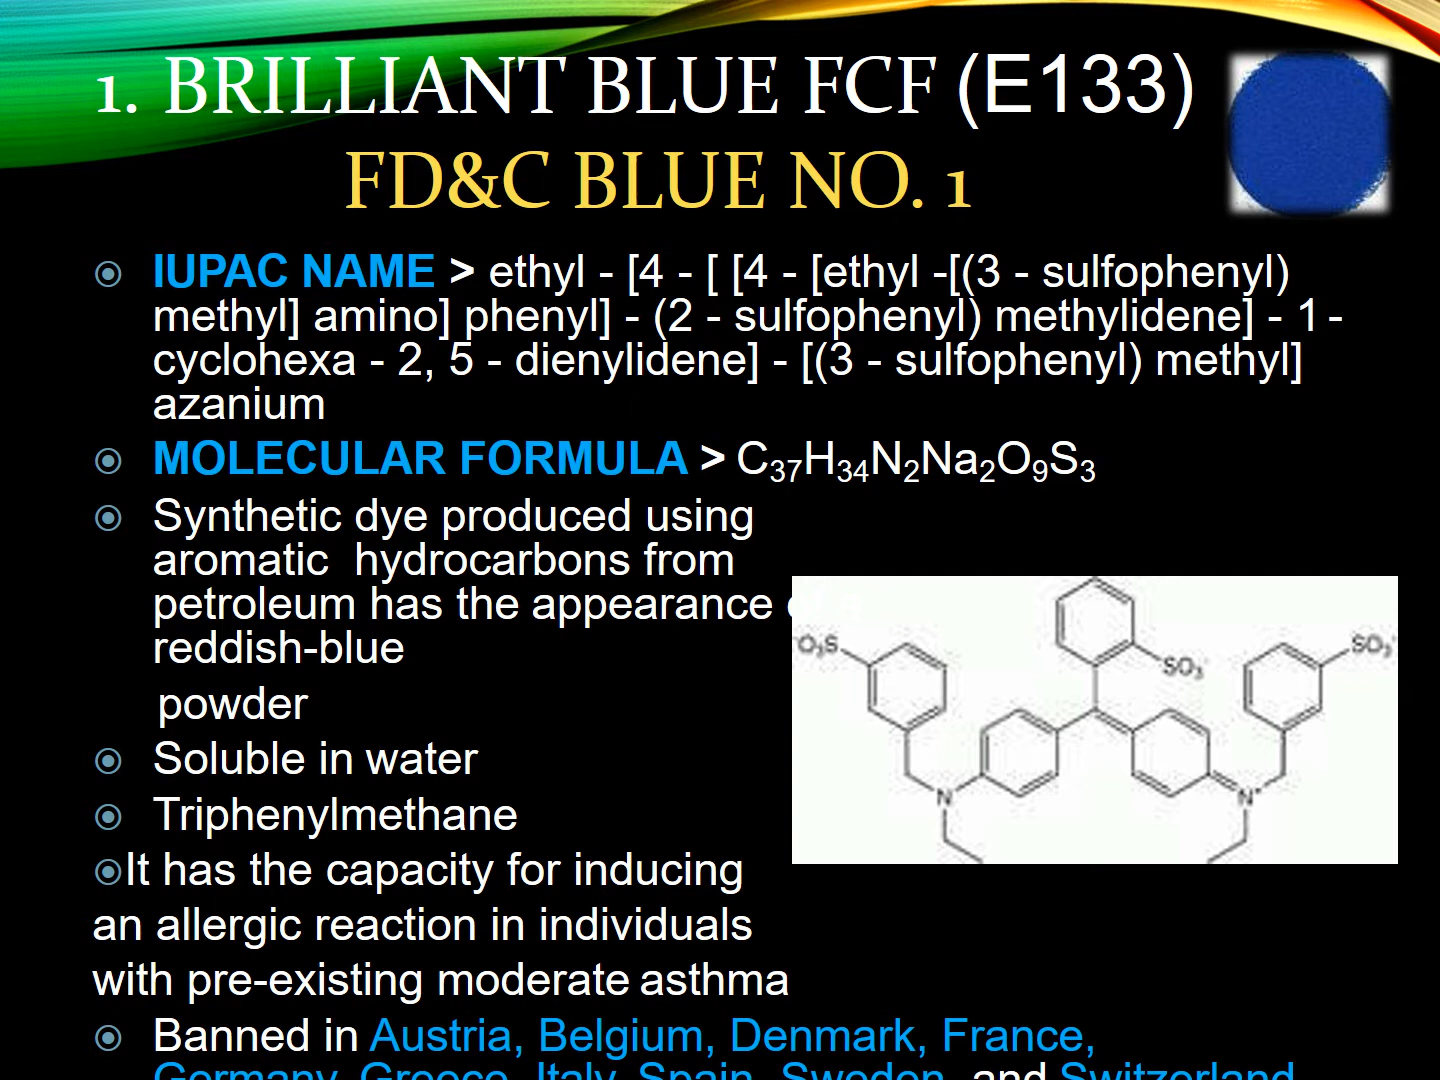 1. BRILLIANT BLUE FCF (E133)
FD&C BLUE NO. 1
IUPAC NAME > ethyl - [4 - [ [4 - [ethyl -[(3 - sulfophenyl)
methyl] amino] phenyl] - (2 - sulfophenyl) methylidene] - 1 -
cyclohexa - 2, 5 - dienylidene] - [(3 - sulfophenyl) methyl]
azanium
MOLECULAR FORMULA > C₃₇H₃₄N₂Na₂O₉S₃
Synthetic dye produced using
aromatic hydrocarbons from
petroleum has the appearance
reddish-blue
powder
Soluble in water
Triphenylmethane
It has the capacity for inducing
an allergic reaction in individuals
with pre-existing moderate asthma
Banned in Austria, Belgium, Denmark, France,
Germany, Greece, Italy, Spain, Sweden, and Switzerland
⁻O₃S
SO₃⁻
SO₃⁻
N
N⁺